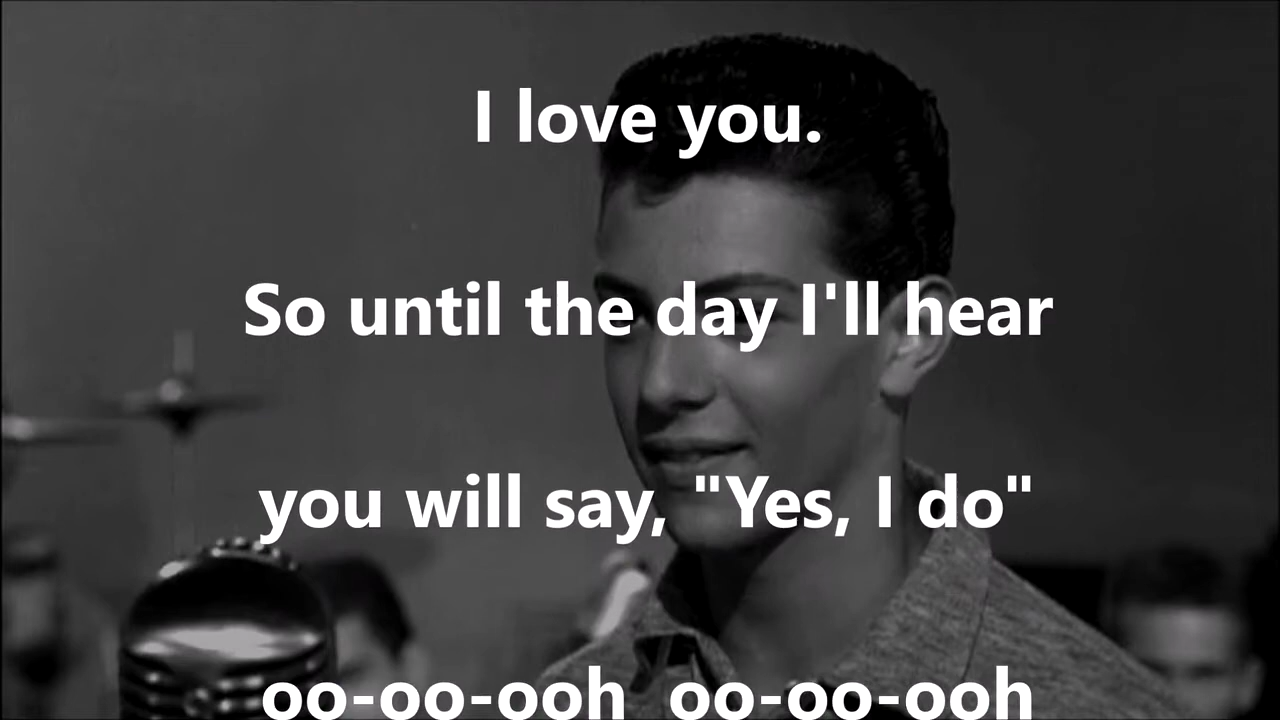 I love you.
So until the day I'll hear
you will say, "Yes, I do"
oo-oo-ooh oo-oo-ooh